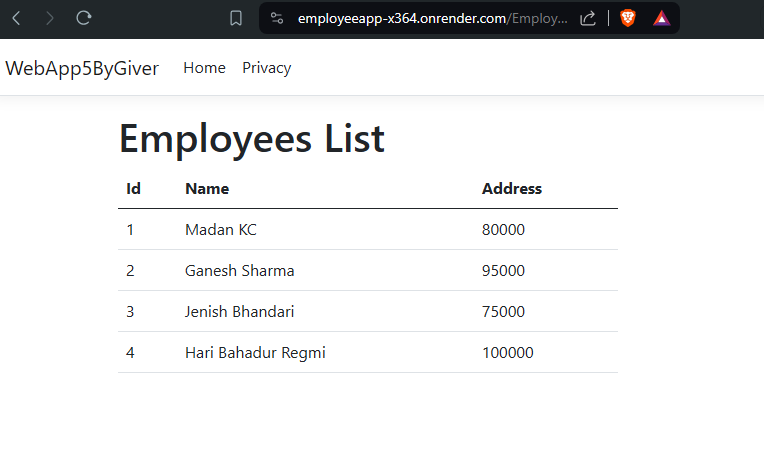 employeeapp-x364.onrender.com/Employ...
WebApp5ByGiver Home Privacy
Employees List
Id Name Address
1 Madan KC 80000
2 Ganesh Sharma 95000
3 Jenish Bhandari 75000
4 Hari Bahadur Regmi 100000